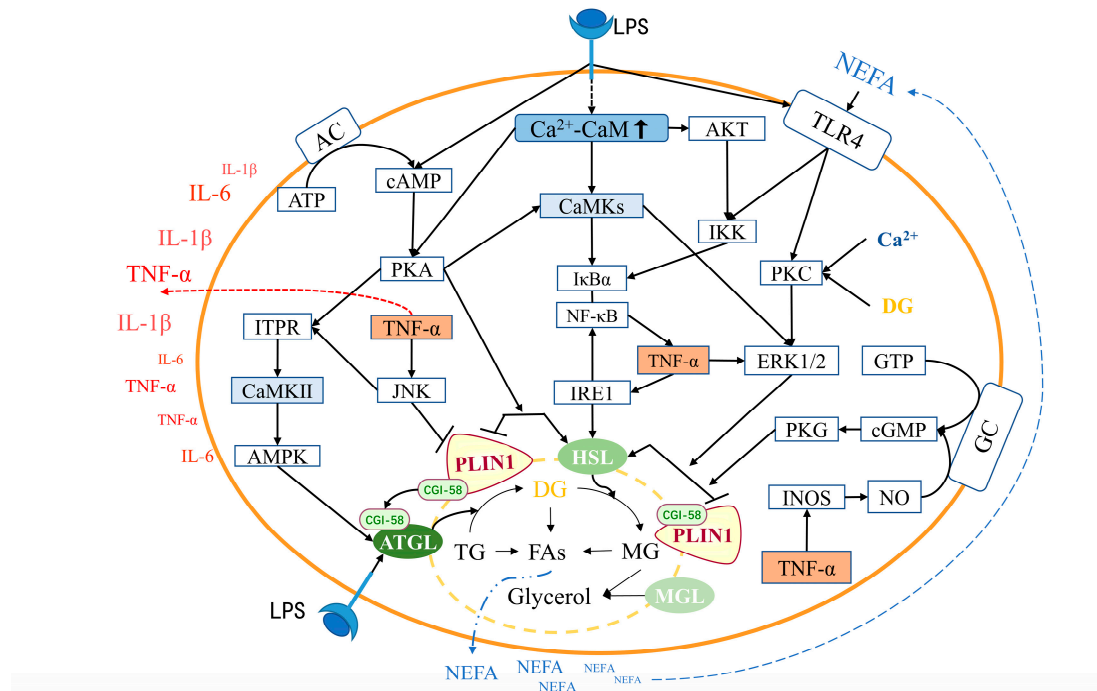 LPS
NEFA
AC
TLR4
Ca²⁺-CaM⬆
AKT
IL-1β
IL-6
ATP
cAMP
CaMKs
IKK
IL-1β
Ca²⁺
PKA
IκBα
PKC
TNF-α
DG
IL-1β
ITPR
TNF-α
NF-κB
IL-6
TNF-α
ERK1/2
GTP
TNF-α
CaMKII
JNK
IRE1
TNF-α
PKG
cGMP
GC
IL-6
AMPK
PLIN1
HSL
CGI-58
DG
INOS
NO
CGI-58
CGI-58
PLIN1
ATGL
TG
FAs
MG
TNF-α
Glycerol
MGL
LPS
NEFA
NEFA
NEFA
NEFA
NEFA